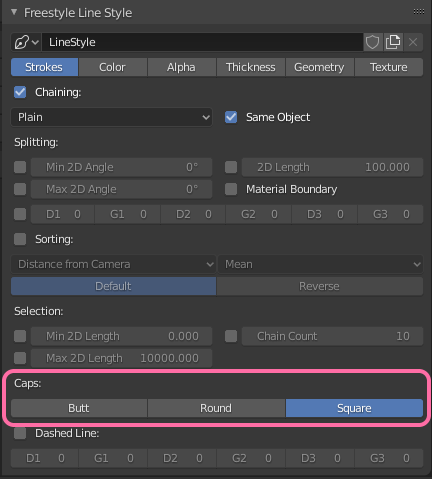 Freestyle Line Style
LineStyle
Strokes Color Alpha Thickness Geometry Texture
Chaining:
Plain Same Object
Splitting:
Min 2D Angle 0° 2D Length 100.000
Max 2D Angle 0° Material Boundary
D1 0 G1 0 D2 0 G2 0 D3 0 G3 0
Sorting:
Distance from Camera Mean
Default Reverse
Selection:
Min 2D Length 0.000 Chain Count 10
Max 2D Length 10000.000
Caps:
Butt Round Square
Dashed Line:
D1 0 G1 0 D2 0 G2 0 D3 0 G3 0